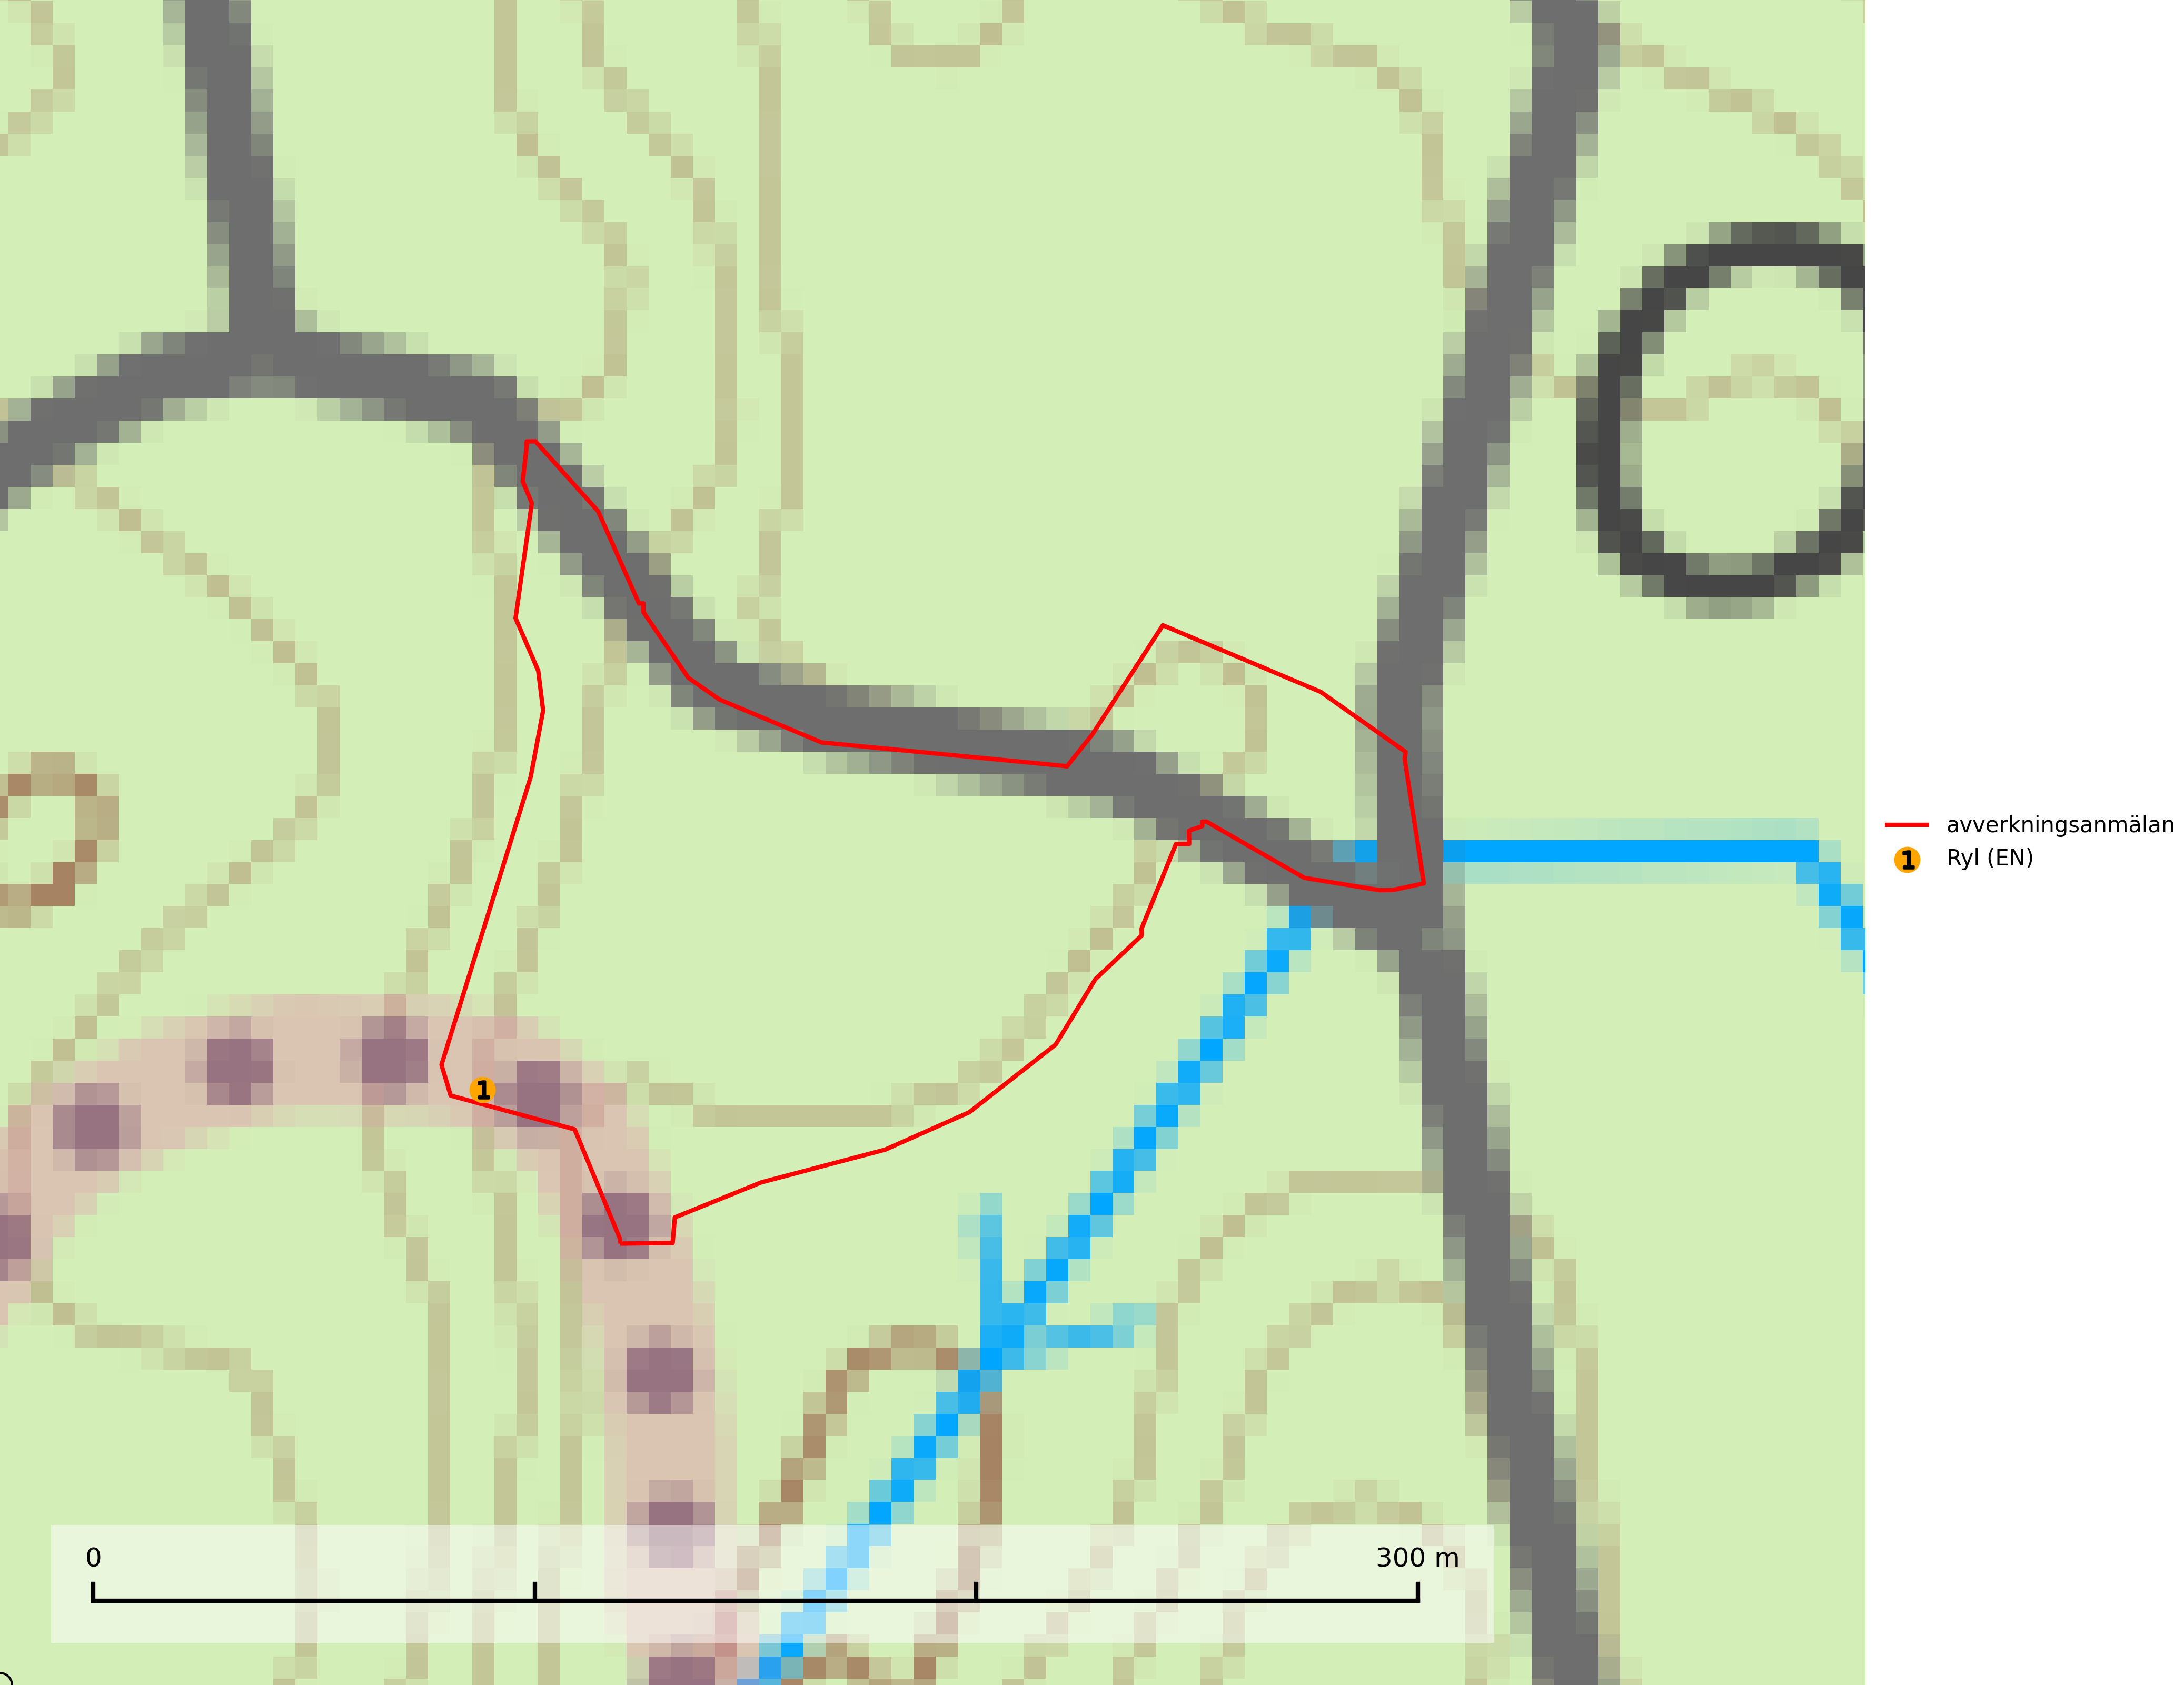 avverkningsanmälan
1 Ryl (EN)
1
0 300 m